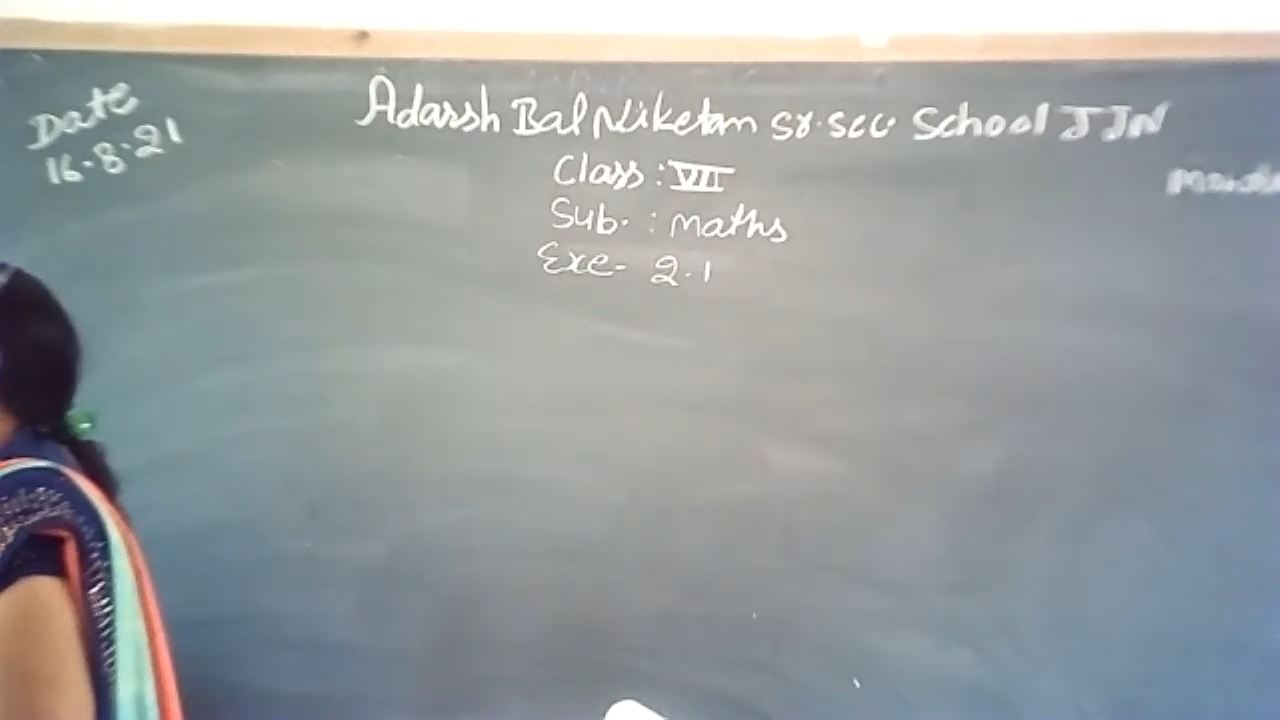 Date
16.8.21
Adarsh Bal Niketan Sr. Sec. School JJN
Class : VII
Sub. : Maths
Exe- 2.1